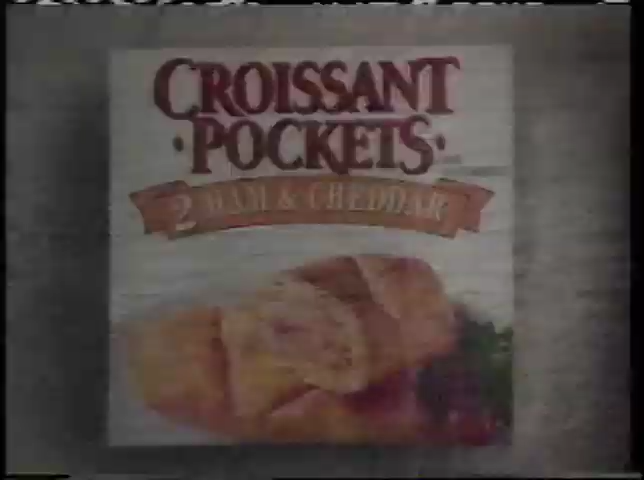 CROISSANT
• POCKETS •
2 HAM & CHEDDAR